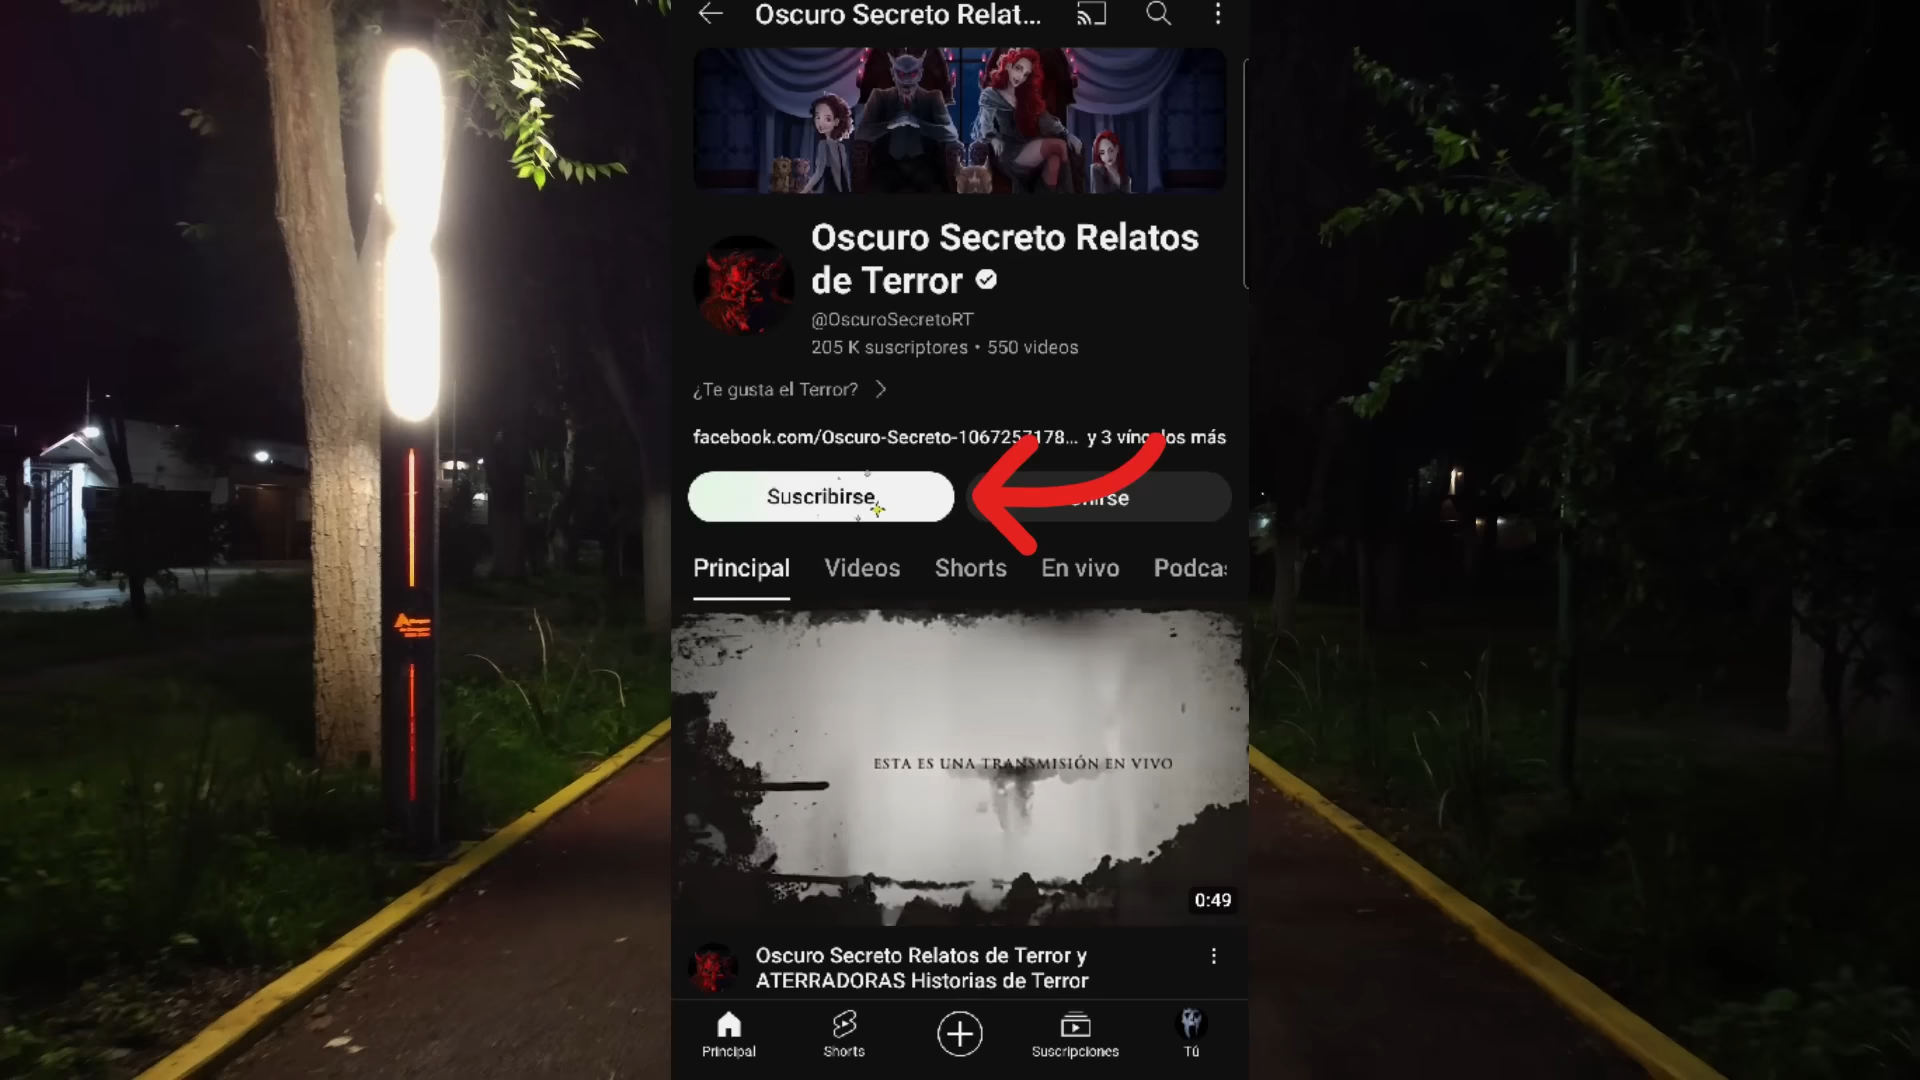 Oscuro Secreto Relat...
Oscuro Secreto Relatos
de Terror
@OscuroSecretoRT
205 K suscriptores • 550 videos
¿Te gusta el Terror?
facebook.com/Oscuro-Secreto-1067257178... y 3 vínculos más
Suscribirse
Principal Videos Shorts En vivo Podcas
ESTA ES UNA TRANSMISIÓN EN VIVO
0:49
Oscuro Secreto Relatos de Terror y
ATERRADORAS Historias de Terror
Principal Shorts Suscripciones Tú